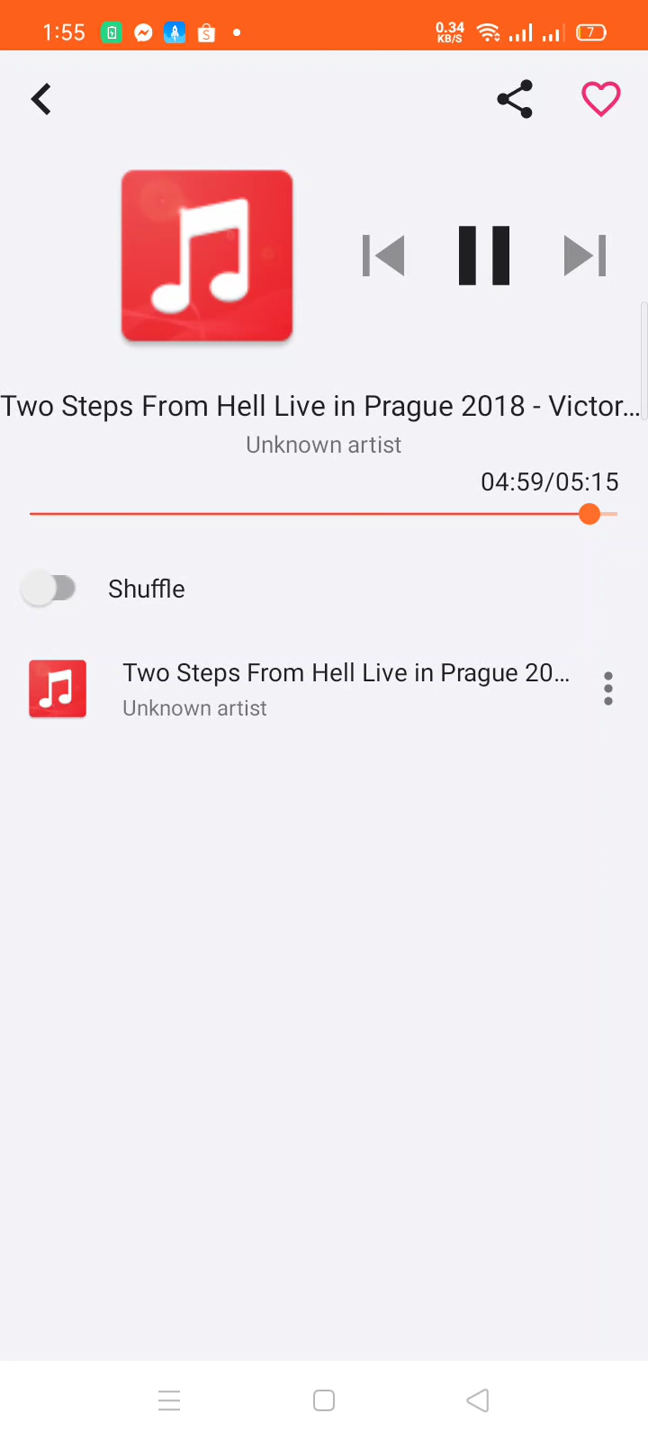 1:55
0.34
KB/S
7
Two Steps From Hell Live in Prague 2018 - Victor...
Unknown artist
04:59/05:15
Shuffle
Two Steps From Hell Live in Prague 20...
Unknown artist